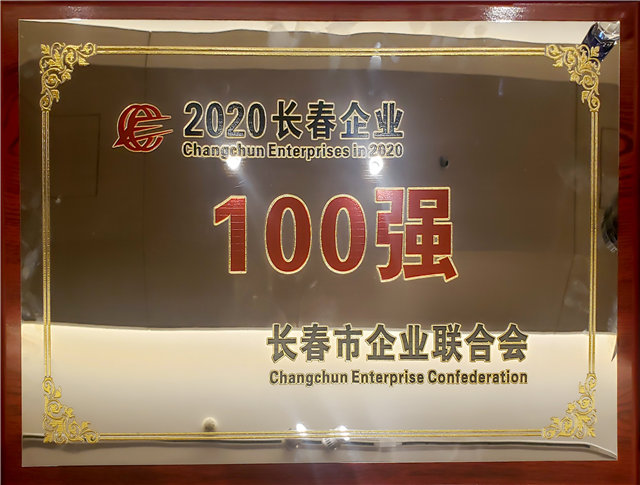 2020长春企业
Changchun Enterprises in 2020
100强
长春市企业联合会
Changchun Enterprise Confederation